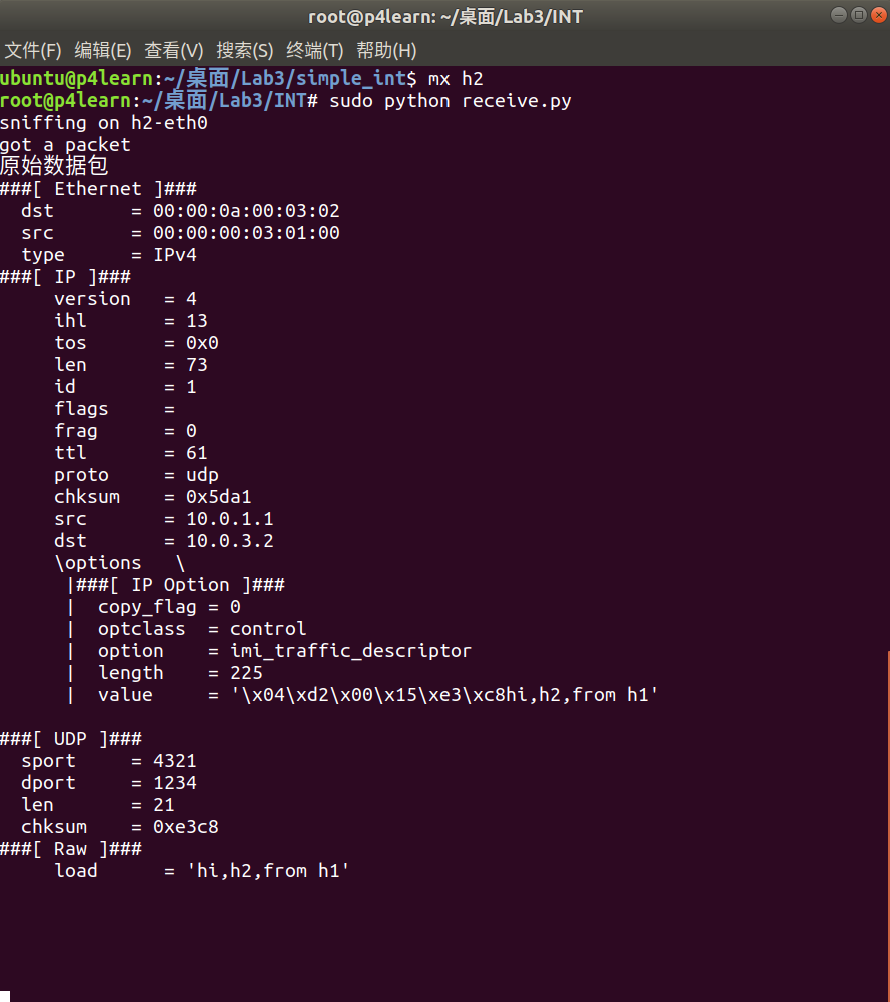 root@p4learn: ~/桌面/Lab3/INT
文件(F) 编辑(E) 查看(V) 搜索(S) 终端(T) 帮助(H)
ubuntu@p4learn:~/桌面/Lab3/simple_int$ mx h2
root@p4learn:~/桌面/Lab3/INT# sudo python receive.py
sniffing on h2-eth0
got a packet
原始数据包
###[ Ethernet ]###
  dst       = 00:00:0a:00:03:02
  src       = 00:00:00:03:01:00
  type      = IPv4
###[ IP ]###
     version   = 4
     ihl       = 13
     tos       = 0x0
     len       = 73
     id        = 1
     flags     =
     frag      = 0
     ttl       = 61
     proto     = udp
     chksum    = 0x5da1
     src       = 10.0.1.1
     dst       = 10.0.3.2
     \options   \
      |###[ IP Option ]###
      |  copy_flag = 0
      |  optclass  = control
      |  option    = imi_traffic_descriptor
      |  length    = 225
      |  value     = '\x04\xd2\x00\x15\xe3\xc8hi,h2,from h1'
###[ UDP ]###
  sport     = 4321
  dport     = 1234
  len       = 21
  chksum    = 0xe3c8
###[ Raw ]###
     load      = 'hi,h2,from h1'